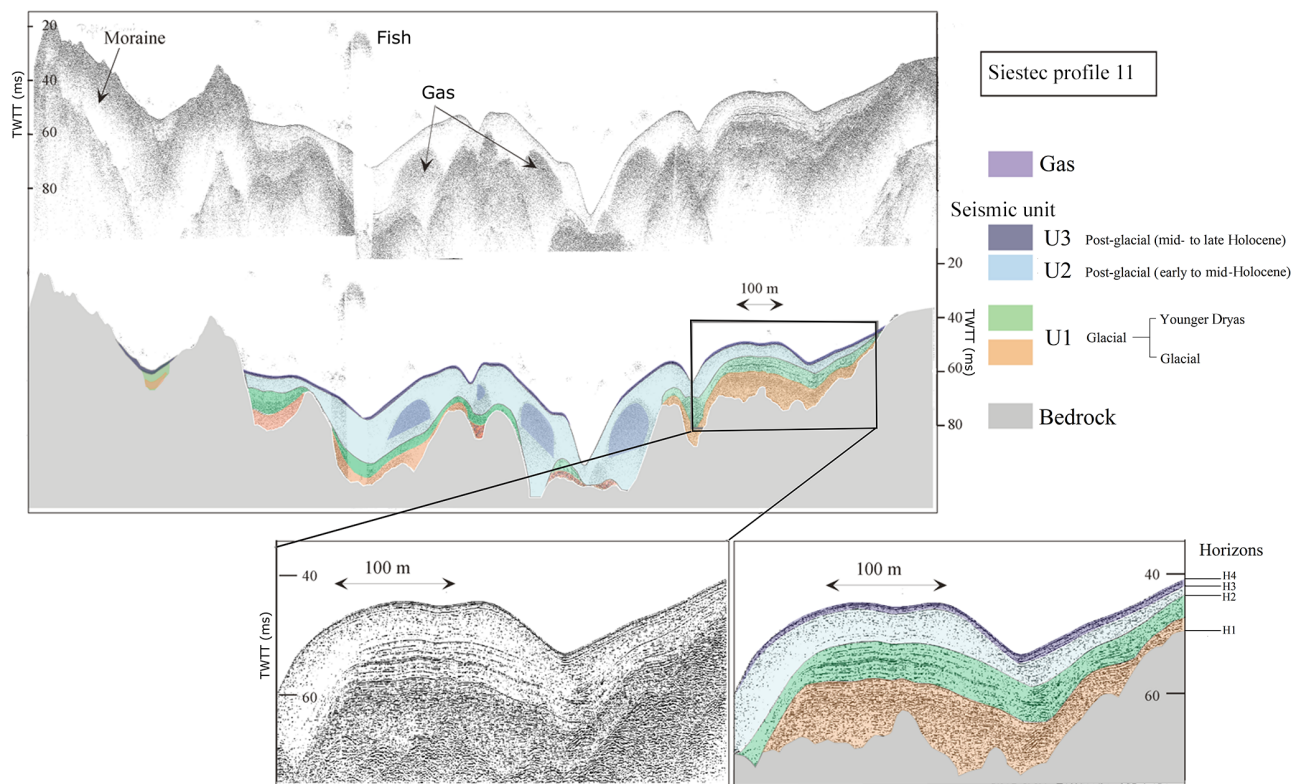 20
Moraine
Fish
Siestec profile 11
TWTT (ms)
40
Gas
60
80
Gas
Seismic unit
U3 Post-glacial (mid- to late Holocene)
U2 Post-glacial (early to mid-Holocene)
20
100 m
40
TWTT (ms)
U1 Glacial
Younger Dryas
Glacial
60
Bedrock
80
Horizons
40
100 m
TWTT (ms)
60
100 m
40
H4
H3
H2
H1
60